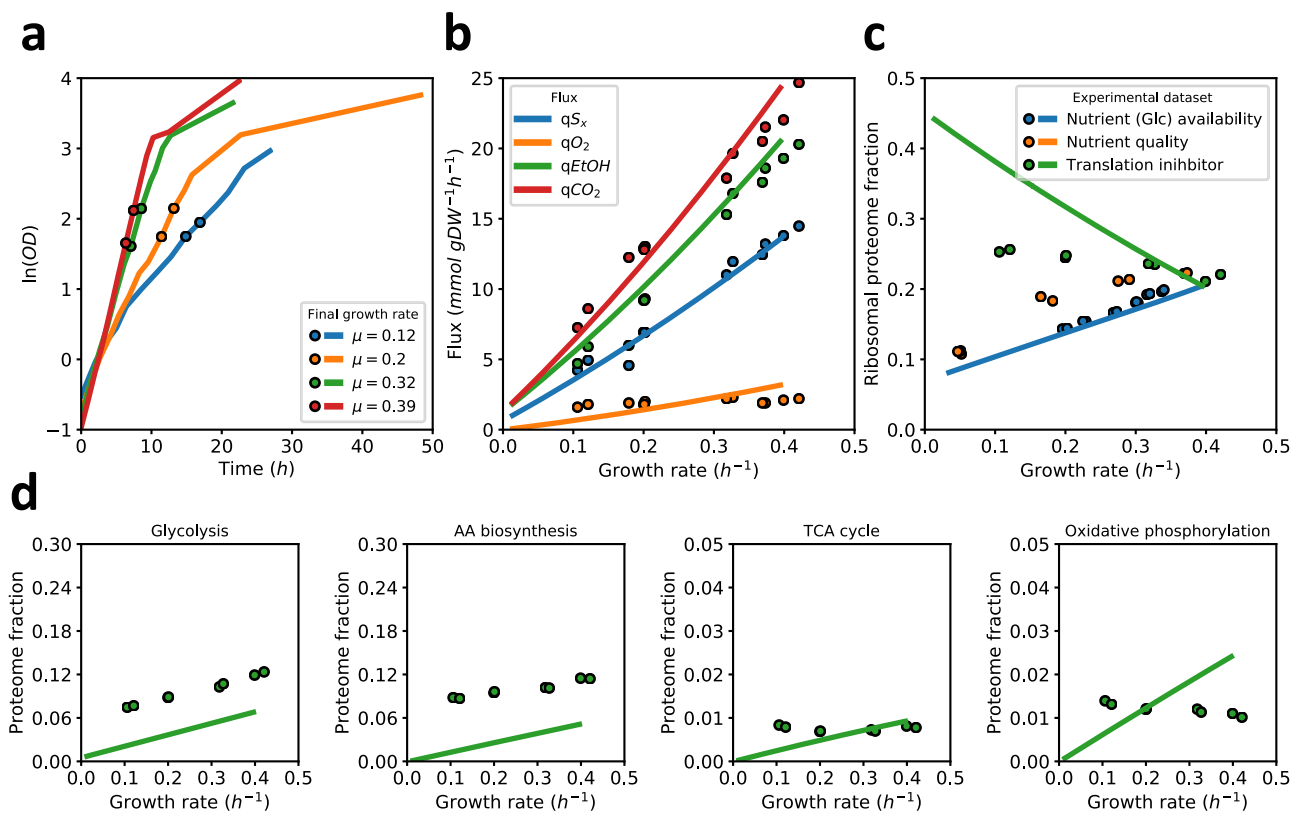 a
ln(OD)
4
3
2
1
0
−1
0 10 20 30 40 50
Time (h)
Final growth rate
μ = 0.12
μ = 0.2
μ = 0.32
μ = 0.39
b
Flux (mmol gDW⁻¹h⁻¹)
25
20
15
10
5
0
0.0 0.1 0.2 0.3 0.4 0.5
Growth rate (h⁻¹)
Flux
qSₓ
qO₂
qEtOH
qCO₂
c
Ribosomal proteome fraction
0.5
0.4
0.3
0.2
0.1
0.0
0.0 0.1 0.2 0.3 0.4 0.5
Growth rate (h⁻¹)
Experimental dataset
Nutrient (Glc) availability
Nutrient quality
Translation inihbitor
d
Glycolysis
Proteome fraction
0.30
0.24
0.18
0.12
0.06
0.00
0.0 0.1 0.2 0.3 0.4 0.5
Growth rate (h⁻¹)
AA biosynthesis
Proteome fraction
0.30
0.24
0.18
0.12
0.06
0.00
0.0 0.1 0.2 0.3 0.4 0.5
Growth rate (h⁻¹)
TCA cycle
Proteome fraction
0.05
0.04
0.03
0.02
0.01
0.00
0.0 0.1 0.2 0.3 0.4 0.5
Growth rate (h⁻¹)
Oxidative phosphorylation
Proteome fraction
0.05
0.04
0.03
0.02
0.01
0.00
0.0 0.1 0.2 0.3 0.4 0.5
Growth rate (h⁻¹)